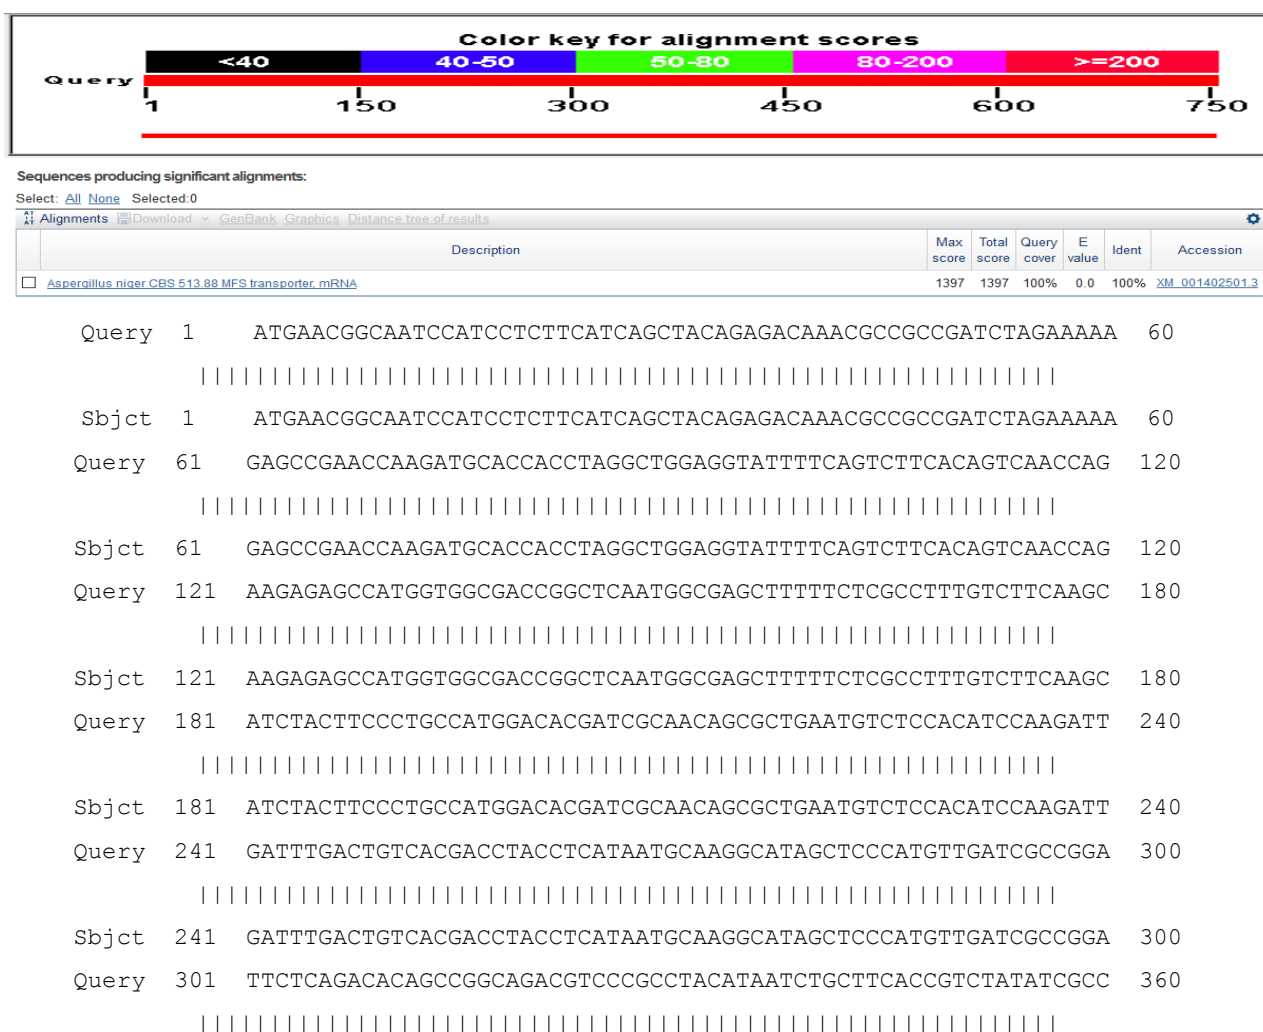 Color key for alignment scores
<40 40-50 50-80 80-200 >=200
Query
1 150 300 450 600 750
Sequences producing significant alignments:
Select: All None Selected:0
Alignments Download GenBank Graphics Distance tree of results
Description Max score Total score Query cover E value Ident Accession
Aspergillus niger CBS 513.88 MFS transporter, mRNA 1397 1397 100% 0.0 100% XM_001402501.3
Query 1 ATGAACGGCAATCCATCCTCTTCATCAGCTACAGAGACAAACGCCGCCGATCTAGAAAAA 60
||||||||||||||||||||||||||||||||||||||||||||||||||||||||||||
Sbjct 1 ATGAACGGCAATCCATCCTCTTCATCAGCTACAGAGACAAACGCCGCCGATCTAGAAAAA 60
Query 61 GAGCCGAACCAAGATGCACCACCTAGGCTGGAGGTATTTTCAGTCTTCACAGTCAACCAG 120
||||||||||||||||||||||||||||||||||||||||||||||||||||||||||||
Sbjct 61 GAGCCGAACCAAGATGCACCACCTAGGCTGGAGGTATTTTCAGTCTTCACAGTCAACCAG 120
Query 121 AAGAGAGCCATGGTGGCGACCGGCTCAATGGCGAGCTTTTTCTCGCCTTTGTCTTCAAGC 180
||||||||||||||||||||||||||||||||||||||||||||||||||||||||||||
Sbjct 121 AAGAGAGCCATGGTGGCGACCGGCTCAATGGCGAGCTTTTTCTCGCCTTTGTCTTCAAGC 180
Query 181 ATCTACTTCCCTGCCATGGACACGATCGCAACAGCGCTGAATGTCTCCACATCCAAGATT 240
||||||||||||||||||||||||||||||||||||||||||||||||||||||||||||
Sbjct 181 ATCTACTTCCCTGCCATGGACACGATCGCAACAGCGCTGAATGTCTCCACATCCAAGATT 240
Query 241 GATTTGACTGTCACGACCTACCTCATAATGCAAGGCATAGCTCCCATGTTGATCGCCGGA 300
||||||||||||||||||||||||||||||||||||||||||||||||||||||||||||
Sbjct 241 GATTTGACTGTCACGACCTACCTCATAATGCAAGGCATAGCTCCCATGTTGATCGCCGGA 300
Query 301 TTCTCAGACACAGCCGGCAGACGTCCCGCCTACATAATCTGCTTCACCGTCTATATCGCC 360
||||||||||||||||||||||||||||||||||||||||||||||||||||||||||||